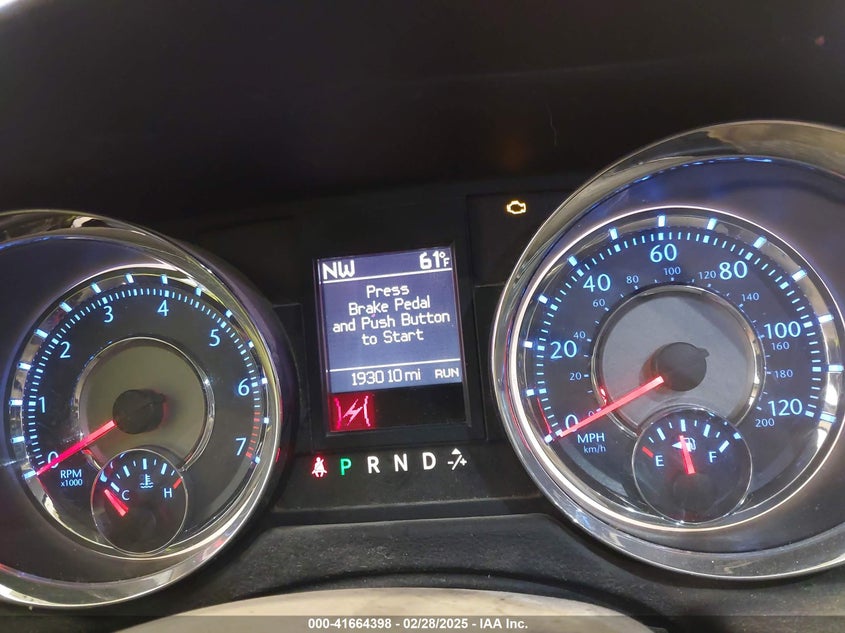 NW 61°F
Press
Brake Pedal
and Push Button
to Start
193010 mi RUN
P R N D +/-
0 1 2 3 4 5 6 7
RPM
x1000
C H
0 20 40 60 80 100 120
20 40 60 80 100 120 140 160 200
MPH
km/h
E F
000-41664398 - 02/28/2025 - IAA Inc.